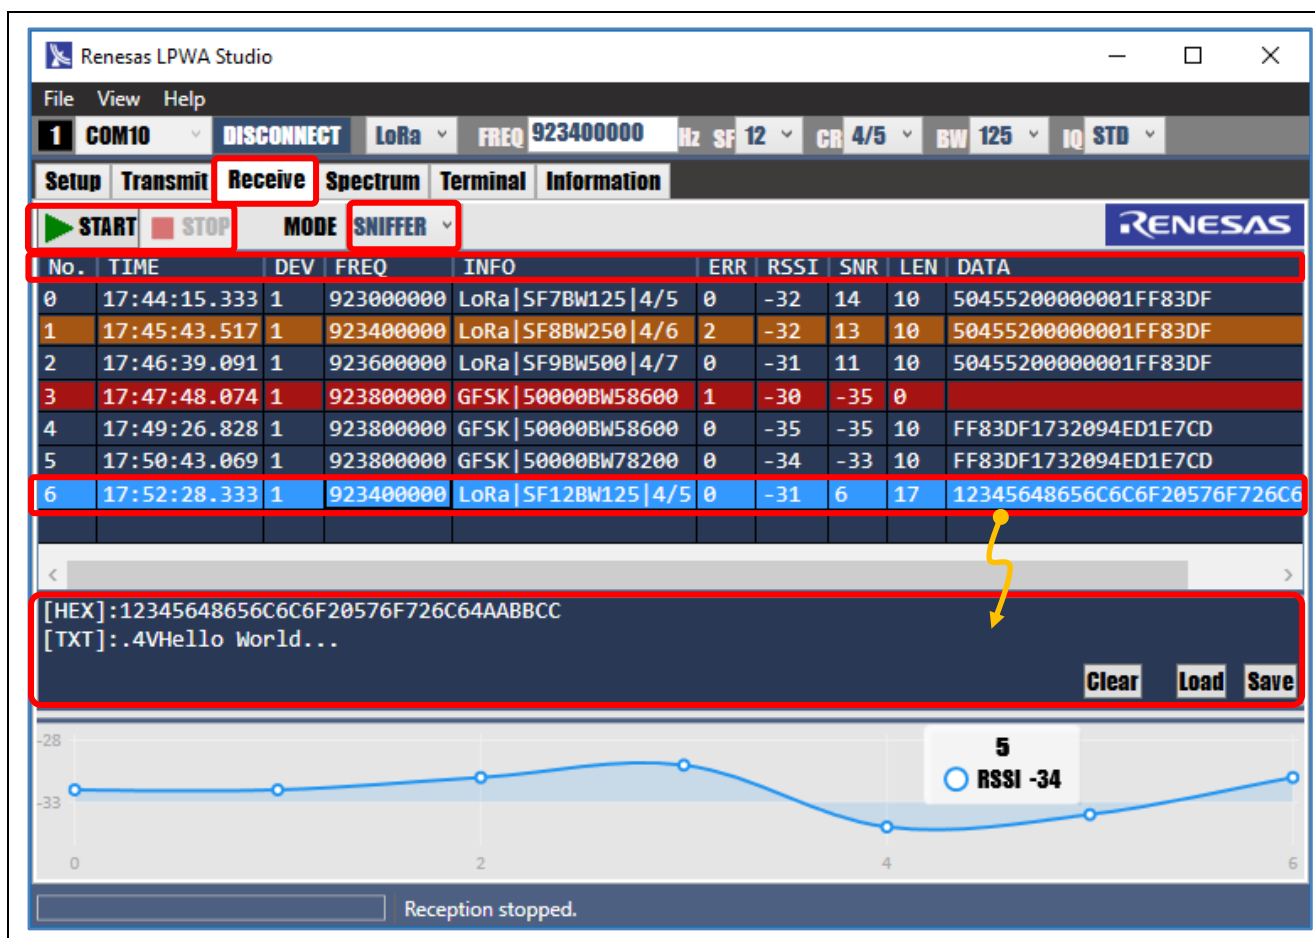 Renesas LPWA Studio
File View Help
1 COM10 DISCONNECT LoRa FREQ 923400000 Hz SF 12 CR 4/5 BW 125 IQ STD
Setup Transmit Receive Spectrum Terminal Information
START STOP MODE SNIFFER RENESAS
No. TIME DEV FREQ INFO ERR RSSI SNR LEN DATA
0 17:44:15.333 1 923000000 LoRa|SF7BW125|4/5 0 -32 14 10 50455200000001FF83DF
1 17:45:43.517 1 923400000 LoRa|SF8BW250|4/6 2 -32 13 10 50455200000001FF83DF
2 17:46:39.091 1 923600000 LoRa|SF9BW500|4/7 0 -31 11 10 50455200000001FF83DF
3 17:47:48.074 1 923800000 GFSK|50000BW58600 1 -30 -35 0
4 17:49:26.828 1 923800000 GFSK|50000BW58600 0 -35 -35 10 FF83DF1732094ED1E7CD
5 17:50:43.069 1 923800000 GFSK|50000BW78200 0 -34 -33 10 FF83DF1732094ED1E7CD
6 17:52:28.333 1 923400000 LoRa|SF12BW125|4/5 0 -31 6 17 12345648656C6C6F20576F726C6
[HEX]:12345648656C6C6F20576F726C64AABBCC
[TXT]:.4VHello World...
Clear Load Save
-28
5
RSSI -34
-33
0 2 4 6
Reception stopped.